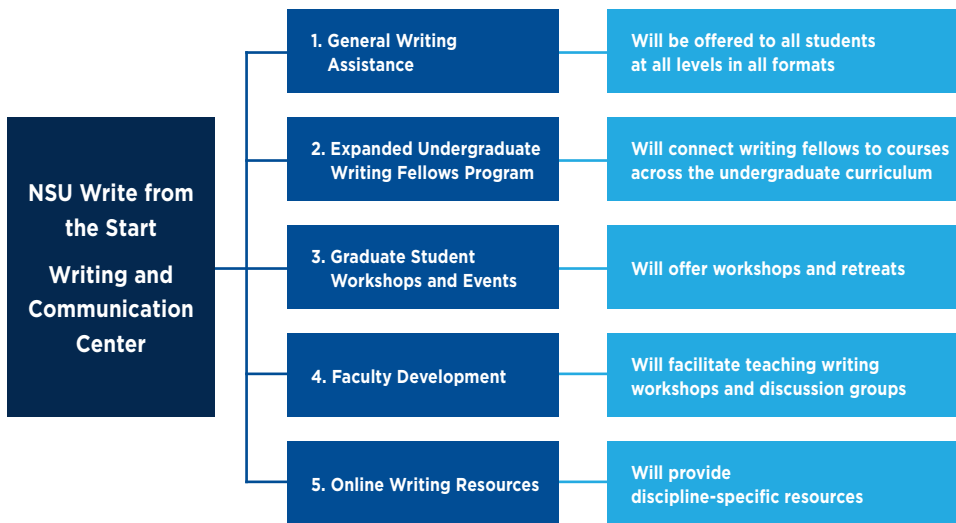 NSU Write from
the Start
Writing and
Communication
Center
1. General Writing
Assistance
Will be offered to all students
at all levels in all formats
2. Expanded Undergraduate
Writing Fellows Program
Will connect writing fellows to courses
across the undergraduate curriculum
3. Graduate Student
Workshops and Events
Will offer workshops and retreats
4. Faculty Development
Will facilitate teaching writing
workshops and discussion groups
5. Online Writing Resources
Will provide
discipline-specific resources